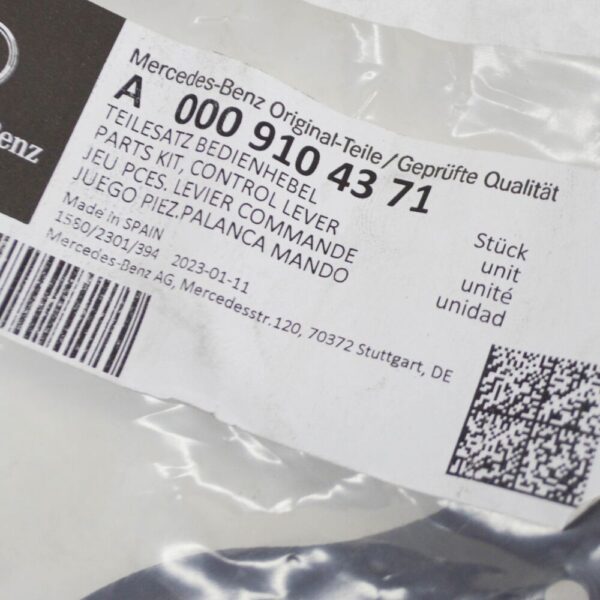 Mercedes-Benz Original-Teile/Geprüfte Qualität
A 000 910 43 71
TEILESATZ BEDIENHEBEL
PARTS KIT, CONTROL LEVER
JEU PCES. LEVIER COMMANDE
JUEGO PIEZ.PALANCA MANDO
Stück
unit
unité
unidad
Made in SPAIN
1580/2301/394 2023-01-11
Mercedes-Benz AG, Mercedesstr.120, 70372 Stuttgart, DE